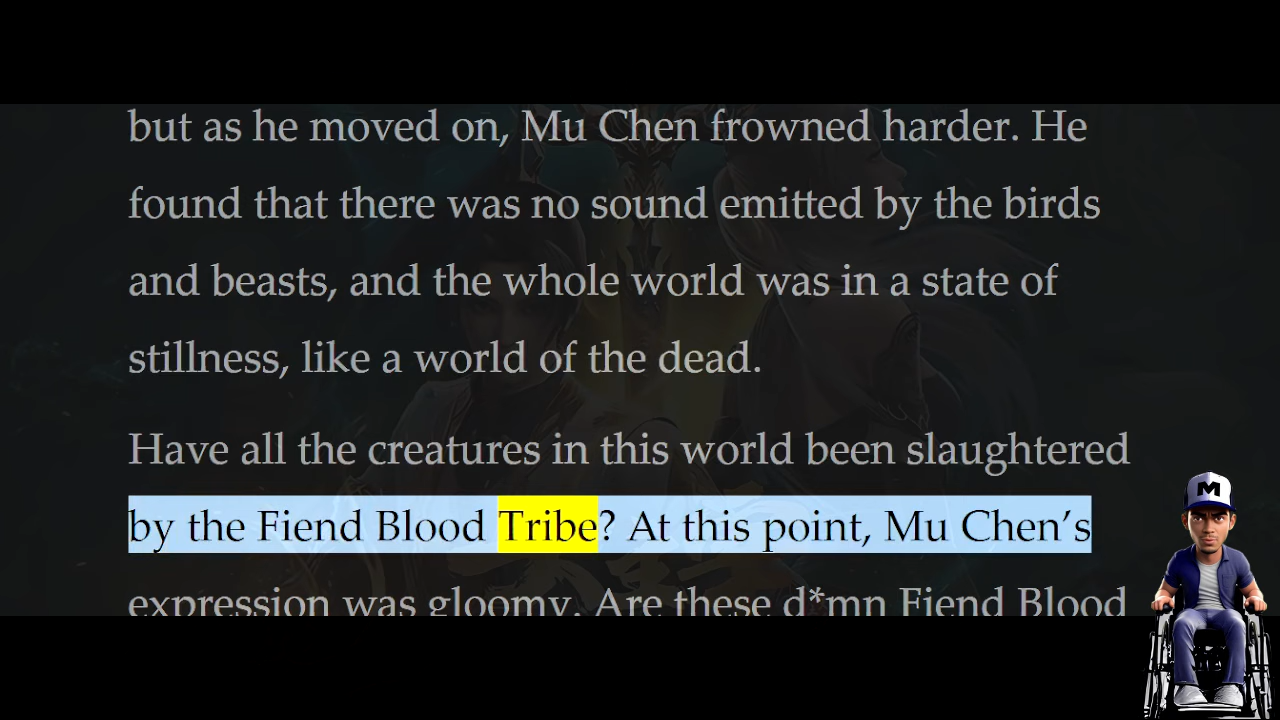 but as he moved on, Mu Chen frowned harder. He
found that there was no sound emitted by the birds
and beasts, and the whole world was in a state of
stillness, like a world of the dead.
Have all the creatures in this world been slaughtered
by the Fiend Blood Tribe? At this point, Mu Chen’s
expression was gloomy. Are these d*mn Fiend Blood
M
M